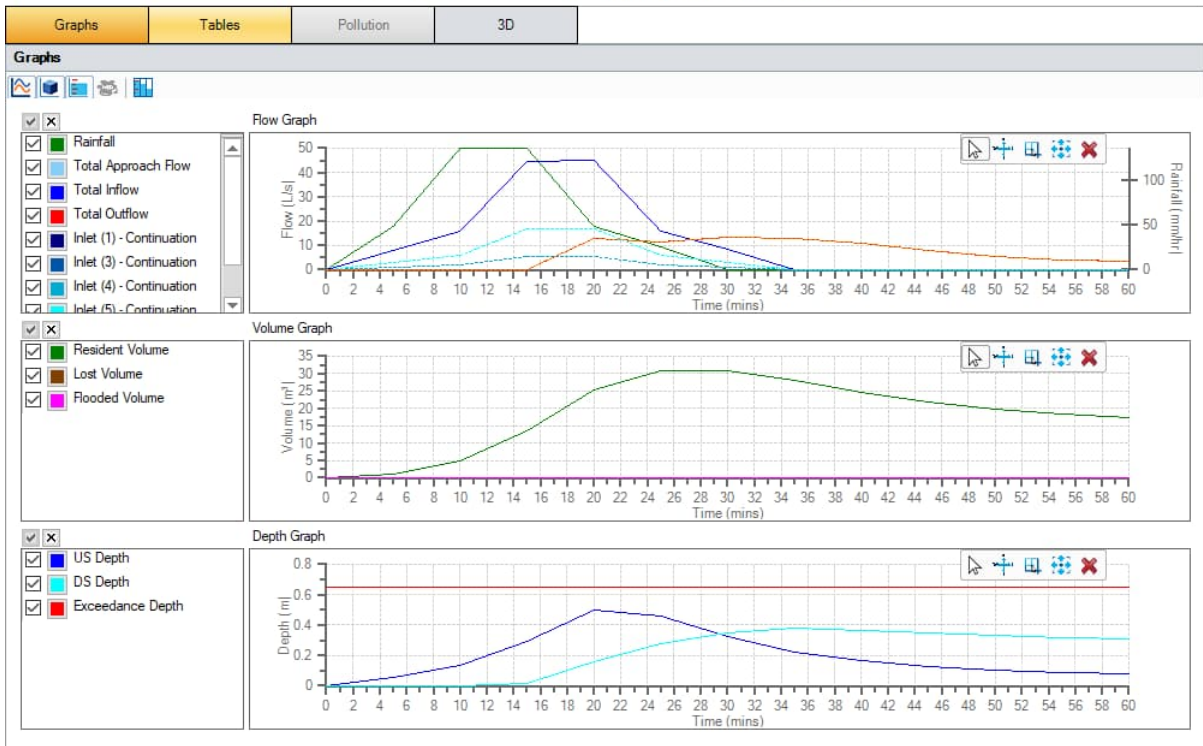 Graphs Tables Pollution 3D
Graphs
Flow Graph
Rainfall
Total Approach Flow
Total Inflow
Total Outflow
Inlet (1) - Continuation
Inlet (3) - Continuation
Inlet (4) - Continuation
Inlet (5) - Continuation
50
40
30
20
10
0
Flow (L/s)
100
50
0
Rainfall (mm/hr)
0 2 4 6 8 10 12 14 16 18 20 22 24 26 28 30 32 34 36 38 40 42 44 46 48 50 52 54 56 58 60
Time (mins)
Volume Graph
Resident Volume
Lost Volume
Flooded Volume
35
30
25
20
15
10
5
0
Volume (m³)
0 2 4 6 8 10 12 14 16 18 20 22 24 26 28 30 32 34 36 38 40 42 44 46 48 50 52 54 56 58 60
Time (mins)
Depth Graph
US Depth
DS Depth
Exceedance Depth
0.8
0.6
0.4
0.2
0
Depth (m)
0 2 4 6 8 10 12 14 16 18 20 22 24 26 28 30 32 34 36 38 40 42 44 46 48 50 52 54 56 58 60
Time (mins)